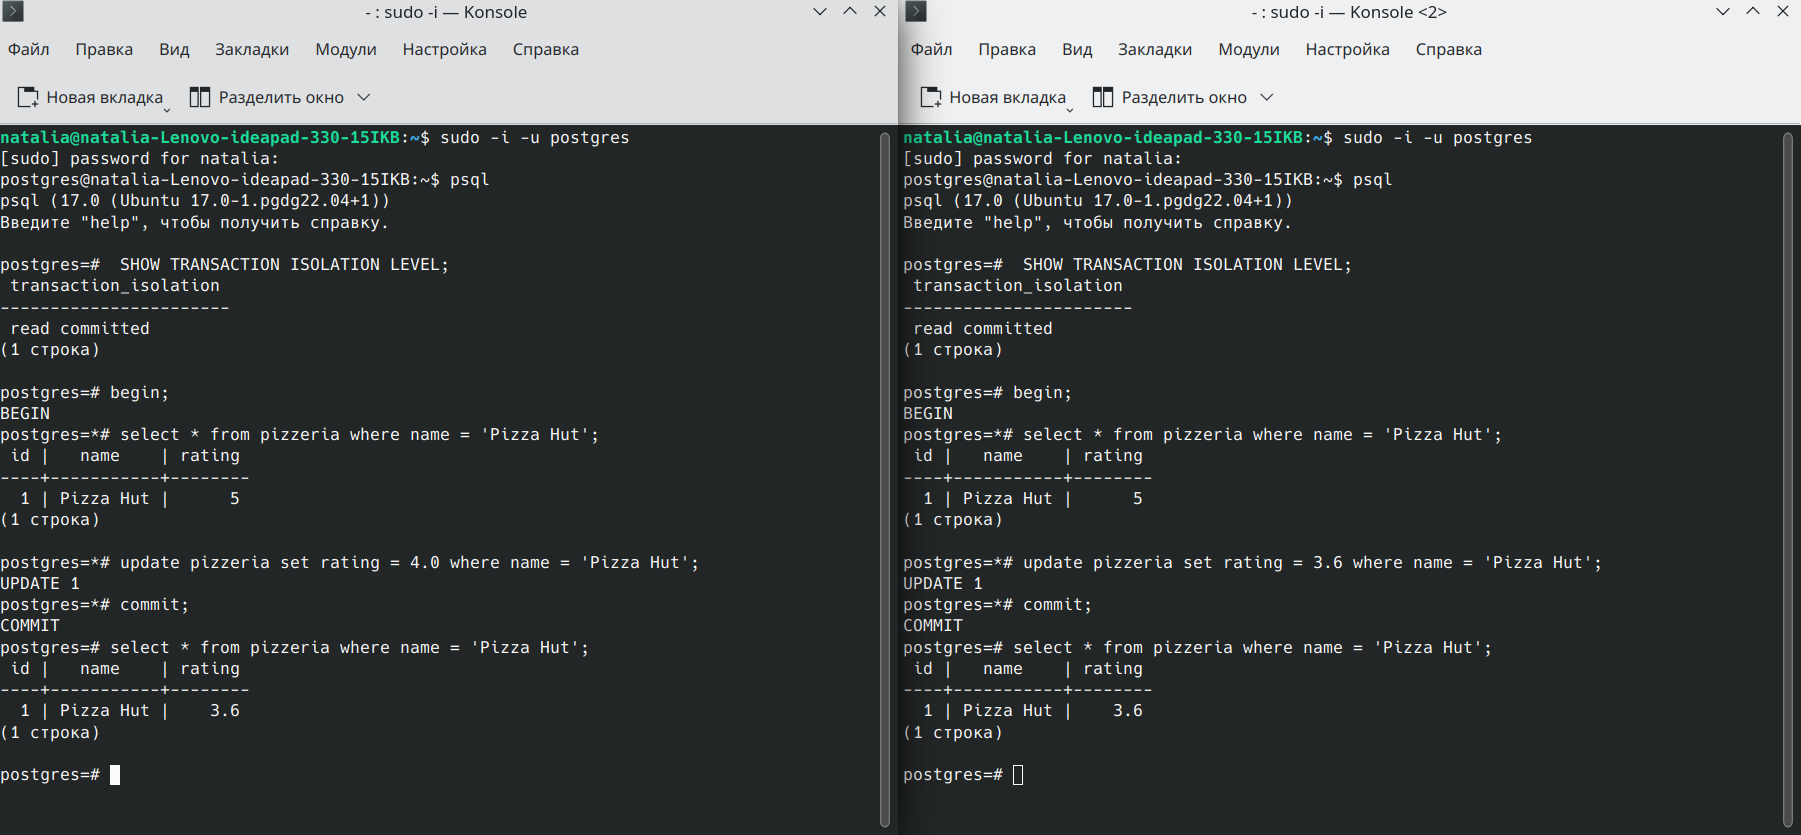 - : sudo -i — Konsole
Файл Правка Вид Закладки Модули Настройка Справка
Новая вкладка Разделить окно
natalia@natalia-Lenovo-ideapad-330-15IKB:~$ sudo -i -u postgres
[sudo] password for natalia:
postgres@natalia-Lenovo-ideapad-330-15IKB:~$ psql
psql (17.0 (Ubuntu 17.0-1.pgdg22.04+1))
Введите "help", чтобы получить справку.
postgres=#  SHOW TRANSACTION ISOLATION LEVEL;
 transaction_isolation
-----------------------
 read committed
(1 строка)
postgres=# begin;
BEGIN
postgres=*# select * from pizzeria where name = 'Pizza Hut';
 id |   name    | rating
----+-----------+--------
  1 | Pizza Hut |      5
(1 строка)
postgres=*# update pizzeria set rating = 4.0 where name = 'Pizza Hut';
UPDATE 1
postgres=*# commit;
COMMIT
postgres=# select * from pizzeria where name = 'Pizza Hut';
 id |   name    | rating
----+-----------+--------
  1 | Pizza Hut |    3.6
(1 строка)
postgres=#
- : sudo -i — Konsole <2>
Файл Правка Вид Закладки Модули Настройка Справка
Новая вкладка Разделить окно
natalia@natalia-Lenovo-ideapad-330-15IKB:~$ sudo -i -u postgres
[sudo] password for natalia:
postgres@natalia-Lenovo-ideapad-330-15IKB:~$ psql
psql (17.0 (Ubuntu 17.0-1.pgdg22.04+1))
Введите "help", чтобы получить справку.
postgres=#  SHOW TRANSACTION ISOLATION LEVEL;
 transaction_isolation
-----------------------
 read committed
(1 строка)
postgres=# begin;
BEGIN
postgres=*# select * from pizzeria where name = 'Pizza Hut';
 id |   name    | rating
----+-----------+--------
  1 | Pizza Hut |      5
(1 строка)
postgres=*# update pizzeria set rating = 3.6 where name = 'Pizza Hut';
UPDATE 1
postgres=*# commit;
COMMIT
postgres=# select * from pizzeria where name = 'Pizza Hut';
 id |   name    | rating
----+-----------+--------
  1 | Pizza Hut |    3.6
(1 строка)
postgres=#